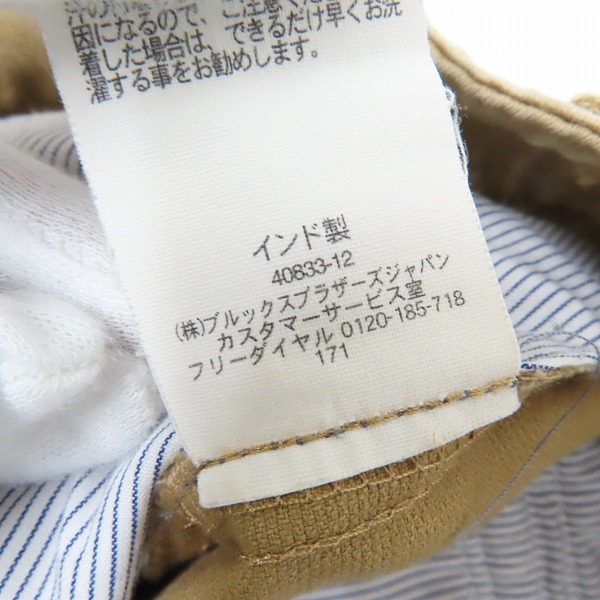 ご注意くだ
因になるので、できるだけ早くお洗
着した場合は、
濯する事をお勧めします。
インド製
40833-12
(株)ブルックスブラザーズジャパン
カスタマーサービス室
フリーダイヤル 0120-185-718
171